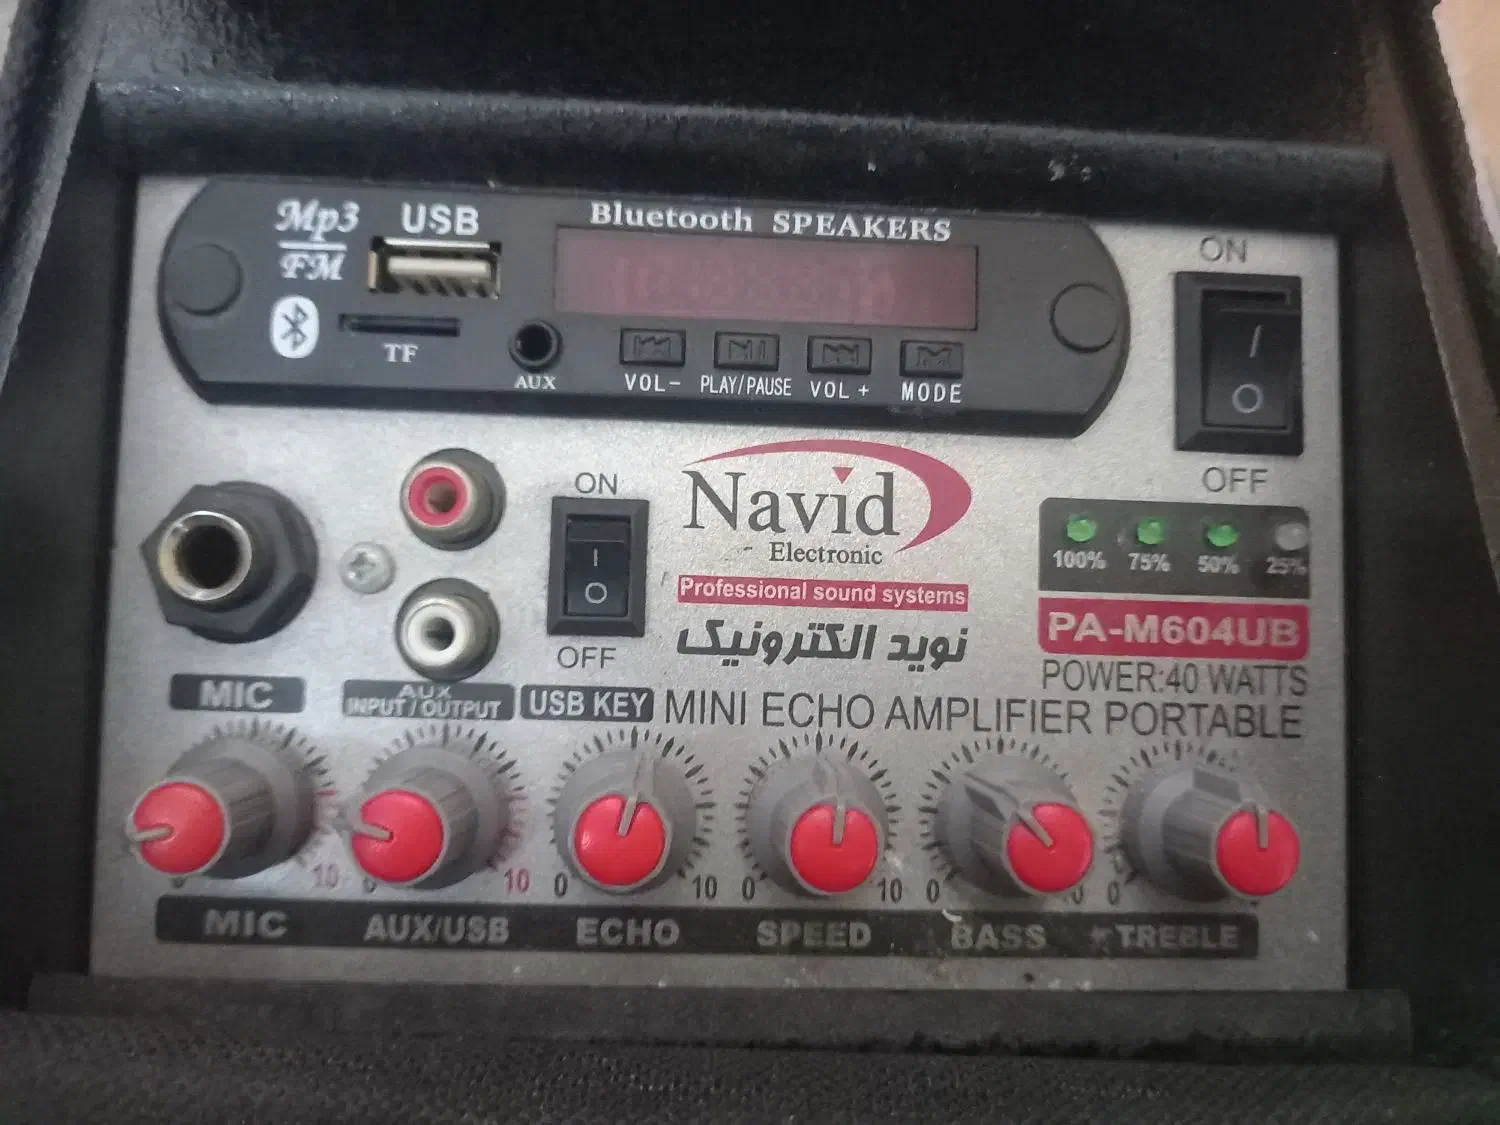 Mp3 USB Bluetooth SPEAKERS
FM
TF
AUX
VOL- PLAY/PAUSE VOL + MODE
ON
I
O
OFF
ON
I
O
OFF
Navid
Electronic
Professional sound systems
نوید الکترونیک
100% 75% 50% 25%
PA-M604UB
POWER:40 WATTS
MINI ECHO AMPLIFIER PORTABLE
MIC
AUX
INPUT/OUTPUT
USB KEY
10 0 10 0 10 0 10 0 0
MIC AUX/USB ECHO SPEED BASS TREBLE